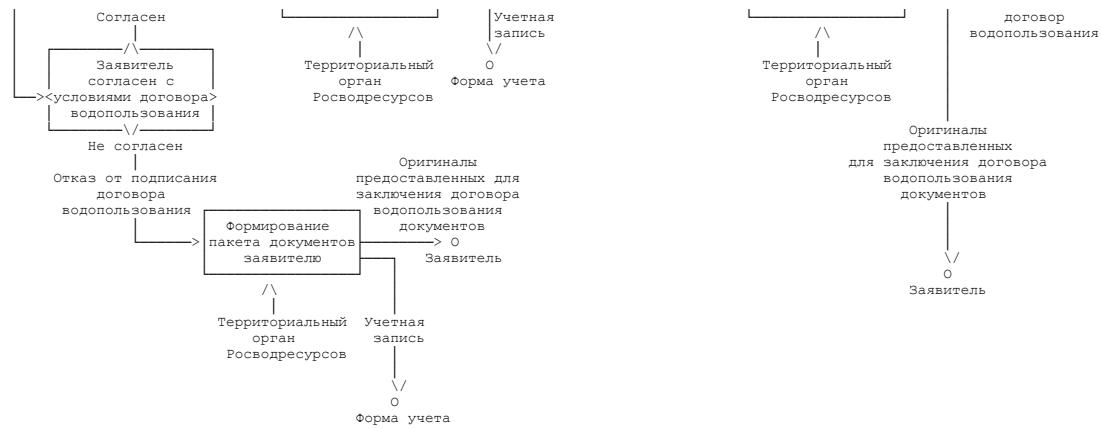 Согласен
Учетная
запись
договор
водопользования
Заявитель
согласен с
условиями договора
водопользования
Территориальный
орган
Росводресурсов
О
Форма учета
Территориальный
орган
Росводресурсов
Не согласен
Отказ от подписания
договора
водопользования
Оригиналы
предоставленных для
заключения договора
водопользования
документов
Оригиналы
предоставленных
для заключения договора
водопользования
документов
Формирование
пакета документов
заявителю
О
Заявитель
О
Заявитель
Территориальный
орган
Росводресурсов
Учетная
запись
О
Форма учета